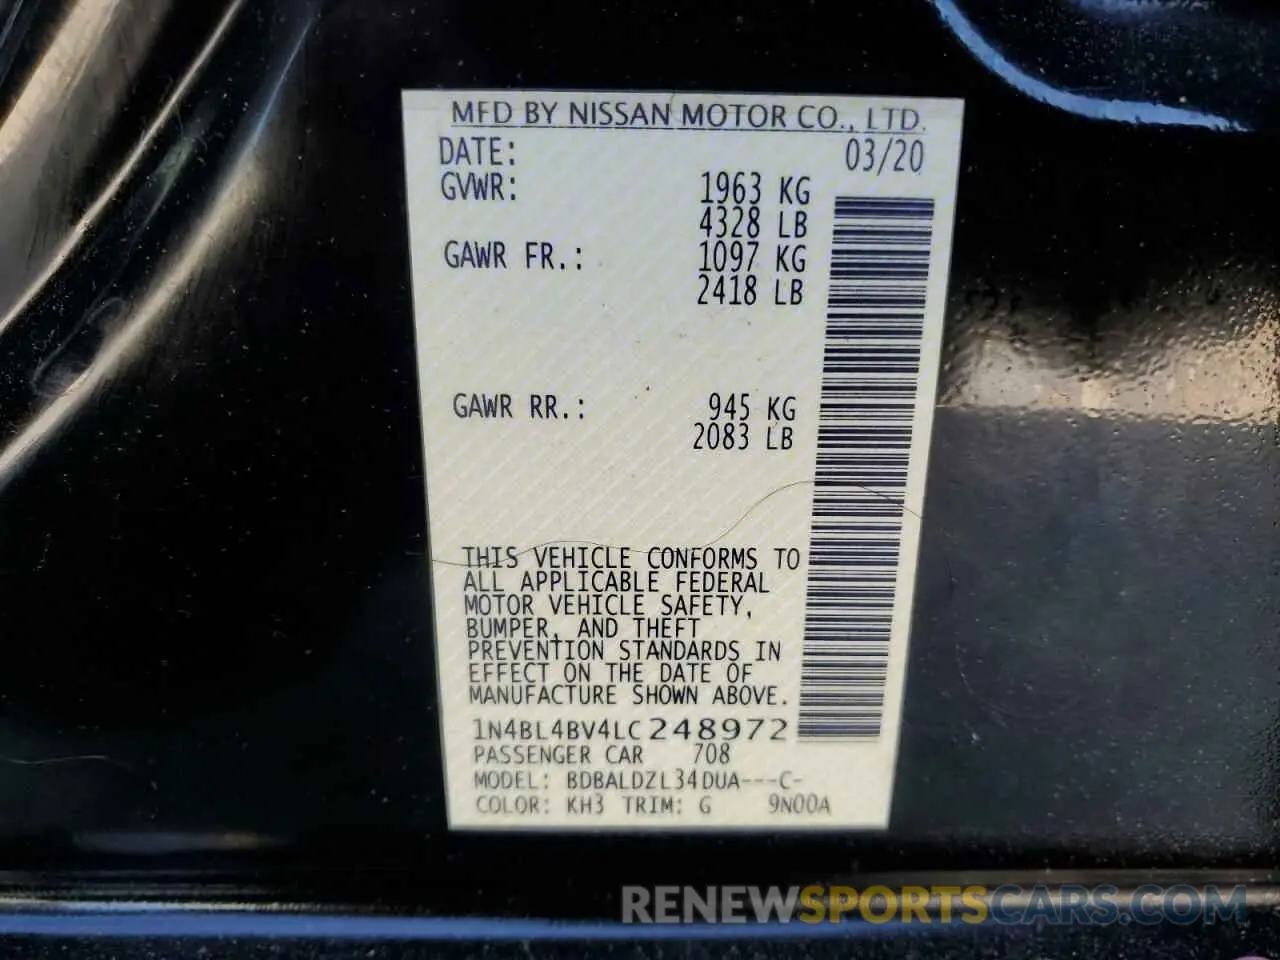 MFD BY NISSAN MOTOR CO., LTD.
DATE: 03/20
GVWR: 1963 KG
4328 LB
GAWR FR.: 1097 KG
2418 LB
GAWR RR.: 945 KG
2083 LB
THIS VEHICLE CONFORMS TO
ALL APPLICABLE FEDERAL
MOTOR VEHICLE SAFETY,
BUMPER, AND THEFT
PREVENTION STANDARDS IN
EFFECT ON THE DATE OF
MANUFACTURE SHOWN ABOVE.
1N4BL4BV4LC248972
PASSENGER CAR 708
MODEL: BDBALDZL34DUA---C-
COLOR: KH3 TRIM: G 9N00A
RENEWSPORTSCARS.COM